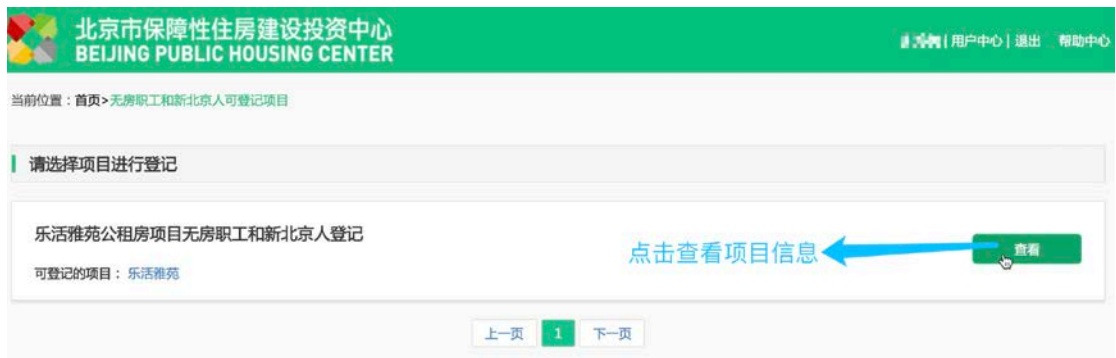 北京市保障性住房建设投资中心
BEIJING PUBLIC HOUSING CENTER
| 用户中心 | 退出 帮助中心
当前位置：首页>无房职工和新北京人可登记项目
请选择项目进行登记
乐活雅苑公租房项目无房职工和新北京人登记
点击查看项目信息
查看
可登记的项目：乐活雅苑
上一页 1 下一页